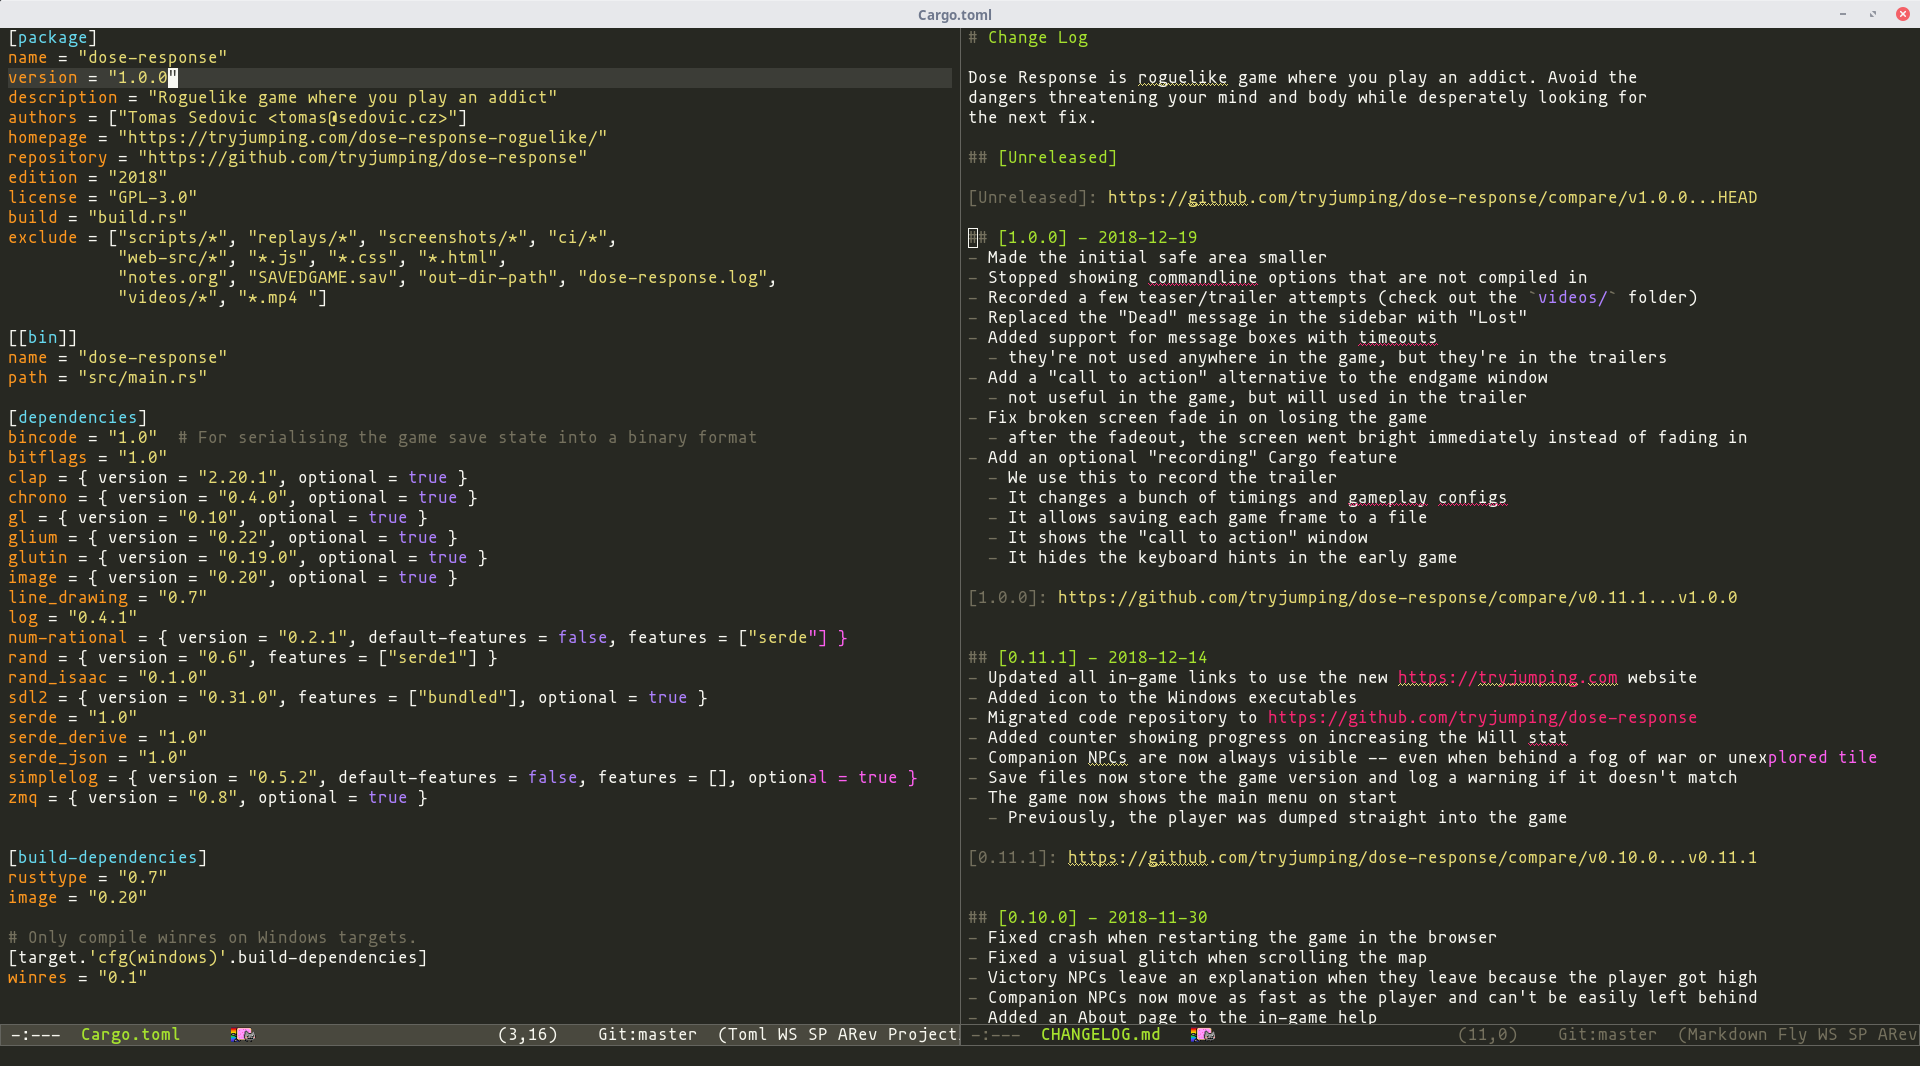 Cargo.toml
[package]
name = "dose-response"
version = "1.0.0"
description = "Roguelike game where you play an addict"
authors = ["Tomas Sedovic <tomas@sedovic.cz>"]
homepage = "https://tryjumping.com/dose-response-roguelike/"
repository = "https://github.com/tryjumping/dose-response"
edition = "2018"
license = "GPL-3.0"
build = "build.rs"
exclude = ["scripts/*", "replays/*", "screenshots/*", "ci/*",
           "web-src/*", "*.js", "*.css", "*.html",
           "notes.org", "SAVEDGAME.sav", "out-dir-path", "dose-response.log",
           "videos/*", "*.mp4 "]
[[bin]]
name = "dose-response"
path = "src/main.rs"
[dependencies]
bincode = "1.0"  # For serialising the game save state into a binary format
bitflags = "1.0"
clap = { version = "2.20.1", optional = true }
chrono = { version = "0.4.0", optional = true }
gl = { version = "0.10", optional = true }
glium = { version = "0.22", optional = true }
glutin = { version = "0.19.0", optional = true }
image = { version = "0.20", optional = true }
line_drawing = "0.7"
log = "0.4.1"
num-rational = { version = "0.2.1", default-features = false, features = ["serde"] }
rand = { version = "0.6", features = ["serde1"] }
rand_isaac = "0.1.0"
sdl2 = { version = "0.31.0", features = ["bundled"], optional = true }
serde = "1.0"
serde_derive = "1.0"
serde_json = "1.0"
simplelog = { version = "0.5.2", default-features = false, features = [], optional = true }
zmq = { version = "0.8", optional = true }
[build-dependencies]
rusttype = "0.7"
image = "0.20"
# Only compile winres on Windows targets.
[target.'cfg(windows)'.build-dependencies]
winres = "0.1"
-:---  Cargo.toml  (3,16)  Git:master  (Toml WS SP ARev Project
# Change Log
Dose Response is roguelike game where you play an addict. Avoid the
dangers threatening your mind and body while desperately looking for
the next fix.
## [Unreleased]
[Unreleased]: https://github.com/tryjumping/dose-response/compare/v1.0.0...HEAD
## [1.0.0] - 2018-12-19
- Made the initial safe area smaller
- Stopped showing commandline options that are not compiled in
- Recorded a few teaser/trailer attempts (check out the `videos/` folder)
- Replaced the "Dead" message in the sidebar with "Lost"
- Added support for message boxes with timeouts
  - they're not used anywhere in the game, but they're in the trailers
- Add a "call to action" alternative to the endgame window
  - not useful in the game, but will used in the trailer
- Fix broken screen fade in on losing the game
  - after the fadeout, the screen went bright immediately instead of fading in
- Add an optional "recording" Cargo feature
  - We use this to record the trailer
  - It changes a bunch of timings and gameplay configs
  - It allows saving each game frame to a file
  - It shows the "call to action" window
  - It hides the keyboard hints in the early game
[1.0.0]: https://github.com/tryjumping/dose-response/compare/v0.11.1...v1.0.0
## [0.11.1] - 2018-12-14
- Updated all in-game links to use the new https://tryjumping.com website
- Added icon to the Windows executables
- Migrated code repository to https://github.com/tryjumping/dose-response
- Added counter showing progress on increasing the Will stat
- Companion NPCs are now always visible -- even when behind a fog of war or unexplored tile
- Save files now store the game version and log a warning if it doesn't match
- The game now shows the main menu on start
  - Previously, the player was dumped straight into the game
[0.11.1]: https://github.com/tryjumping/dose-response/compare/v0.10.0...v0.11.1
## [0.10.0] - 2018-11-30
- Fixed crash when restarting the game in the browser
- Fixed a visual glitch when scrolling the map
- Victory NPCs leave an explanation when they leave because the player got high
- Companion NPCs now move as fast as the player and can't be easily left behind
- Added an About page to the in-game help
-:---  CHANGELOG.md  (11,0)  Git:master  (Markdown Fly WS SP ARev